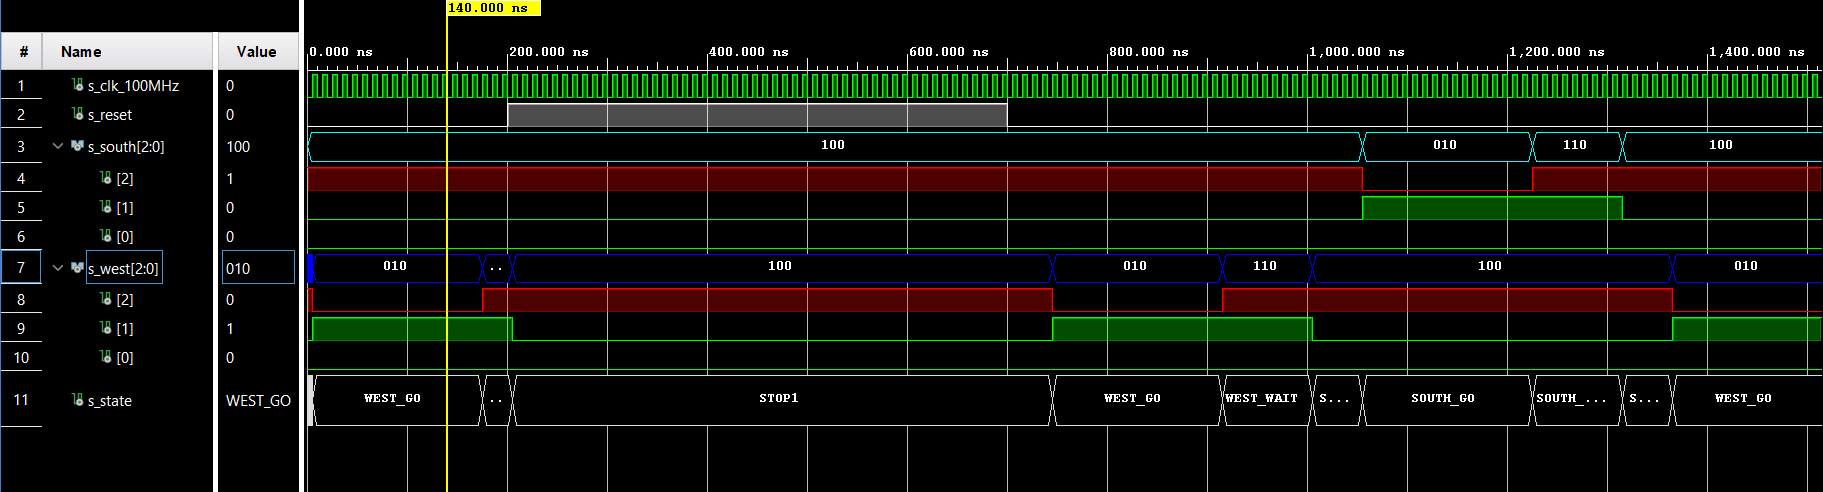 140.000 ns
# Name Value
0.000 ns 200.000 ns 400.000 ns 600.000 ns 800.000 ns 1,000.000 ns 1,200.000 ns 1,400.000 ns
1 s_clk_100MHz 0
2 s_reset 0
3 s_south[2:0] 100 100 010 110 100
4 [2] 1
5 [1] 0
6 [0] 0
7 s_west[2:0] 010 010 .. 100 010 110 100 010
8 [2] 0
9 [1] 1
10 [0] 0
11 s_state WEST_GO WEST_GO .. STOP1 WEST_GO WEST_WAIT S... SOUTH_GO SOUTH_... S... WEST_GO